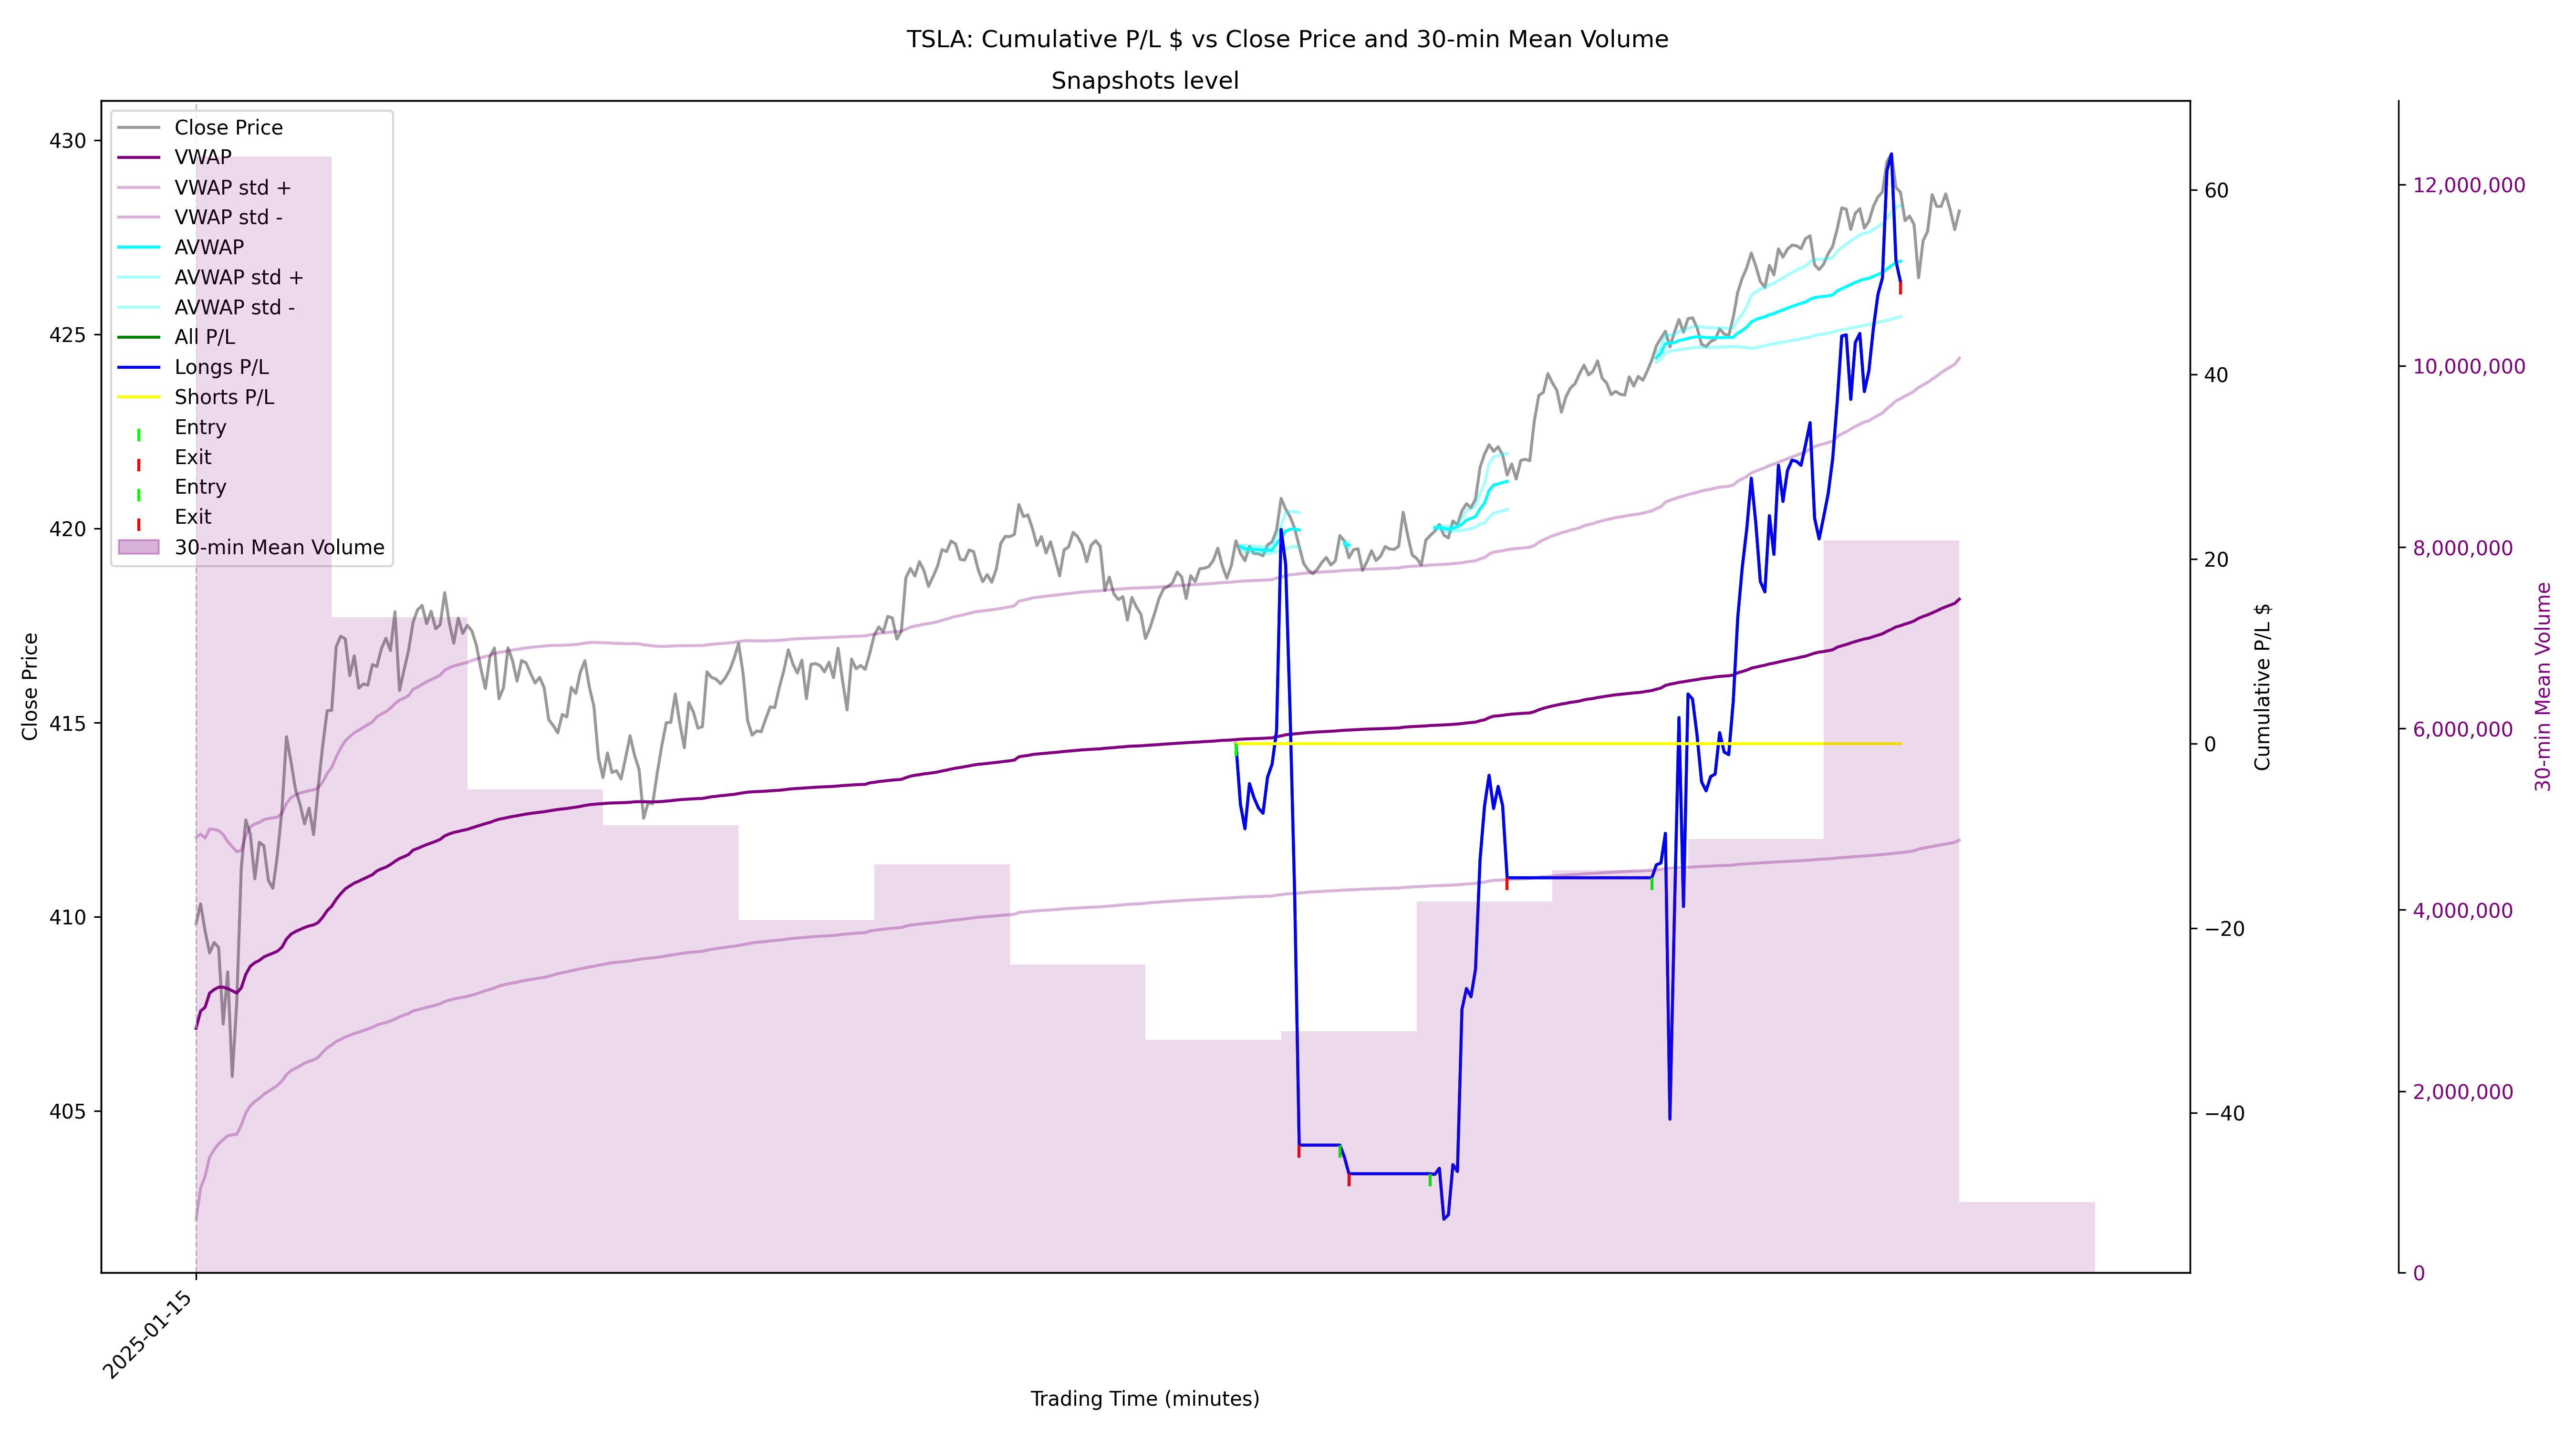 TSLA: Cumulative P/L $ vs Close Price and 30-min Mean Volume
Snapshots level
Close Price
VWAP
VWAP std +
VWAP std -
AVWAP
AVWAP std +
AVWAP std -
All P/L
Longs P/L
Shorts P/L
Entry
Exit
Entry
Exit
30-min Mean Volume
430
425
420
415
410
405
Close Price
60
40
20
0
−20
−40
Cumulative P/L $
12,000,000
10,000,000
8,000,000
6,000,000
4,000,000
2,000,000
0
30-min Mean Volume
2025-01-15
Trading Time (minutes)